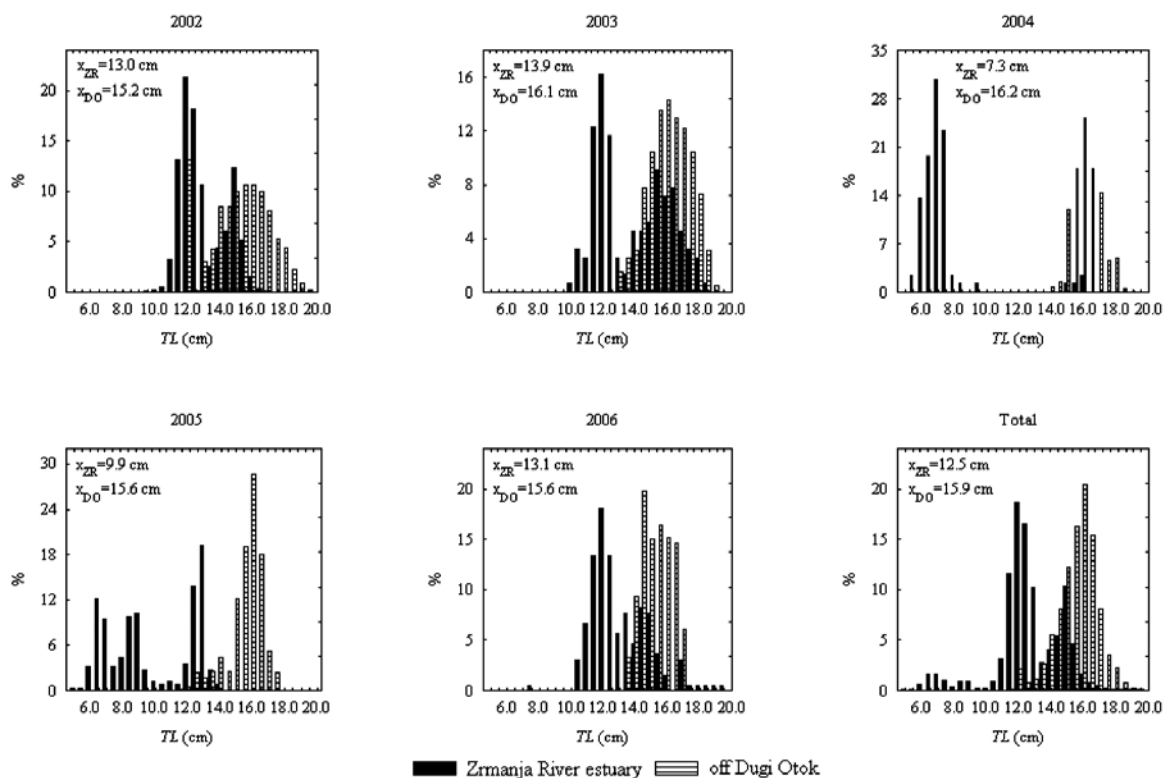 2002
x_ZR=13.0 cm
x_DO=15.2 cm
20
15
10
5
0
%
6.0 8.0 10.0 12.0 14.0 16.0 18.0 20.0
TL (cm)
2003
x_ZR=13.9 cm
x_DO=16.1 cm
16
12
8
4
0
%
6.0 8.0 10.0 12.0 14.0 16.0 18.0 20.0
TL (cm)
2004
x_ZR=7.3 cm
x_DO=16.2 cm
35
28
21
14
7
0
%
6.0 8.0 10.0 12.0 14.0 16.0 18.0 20.0
TL (cm)
2005
x_ZR=9.9 cm
x_DO=15.6 cm
30
24
18
12
6
0
%
6.0 8.0 10.0 12.0 14.0 16.0 18.0 20.0
TL (cm)
2006
x_ZR=13.1 cm
x_DO=15.6 cm
20
15
10
5
0
%
6.0 8.0 10.0 12.0 14.0 16.0 18.0 20.0
TL (cm)
Total
x_ZR=12.5 cm
x_DO=15.9 cm
20
15
10
5
0
%
6.0 8.0 10.0 12.0 14.0 16.0 18.0 20.0
TL (cm)
Zrmanja River estuary off Dugi Otok